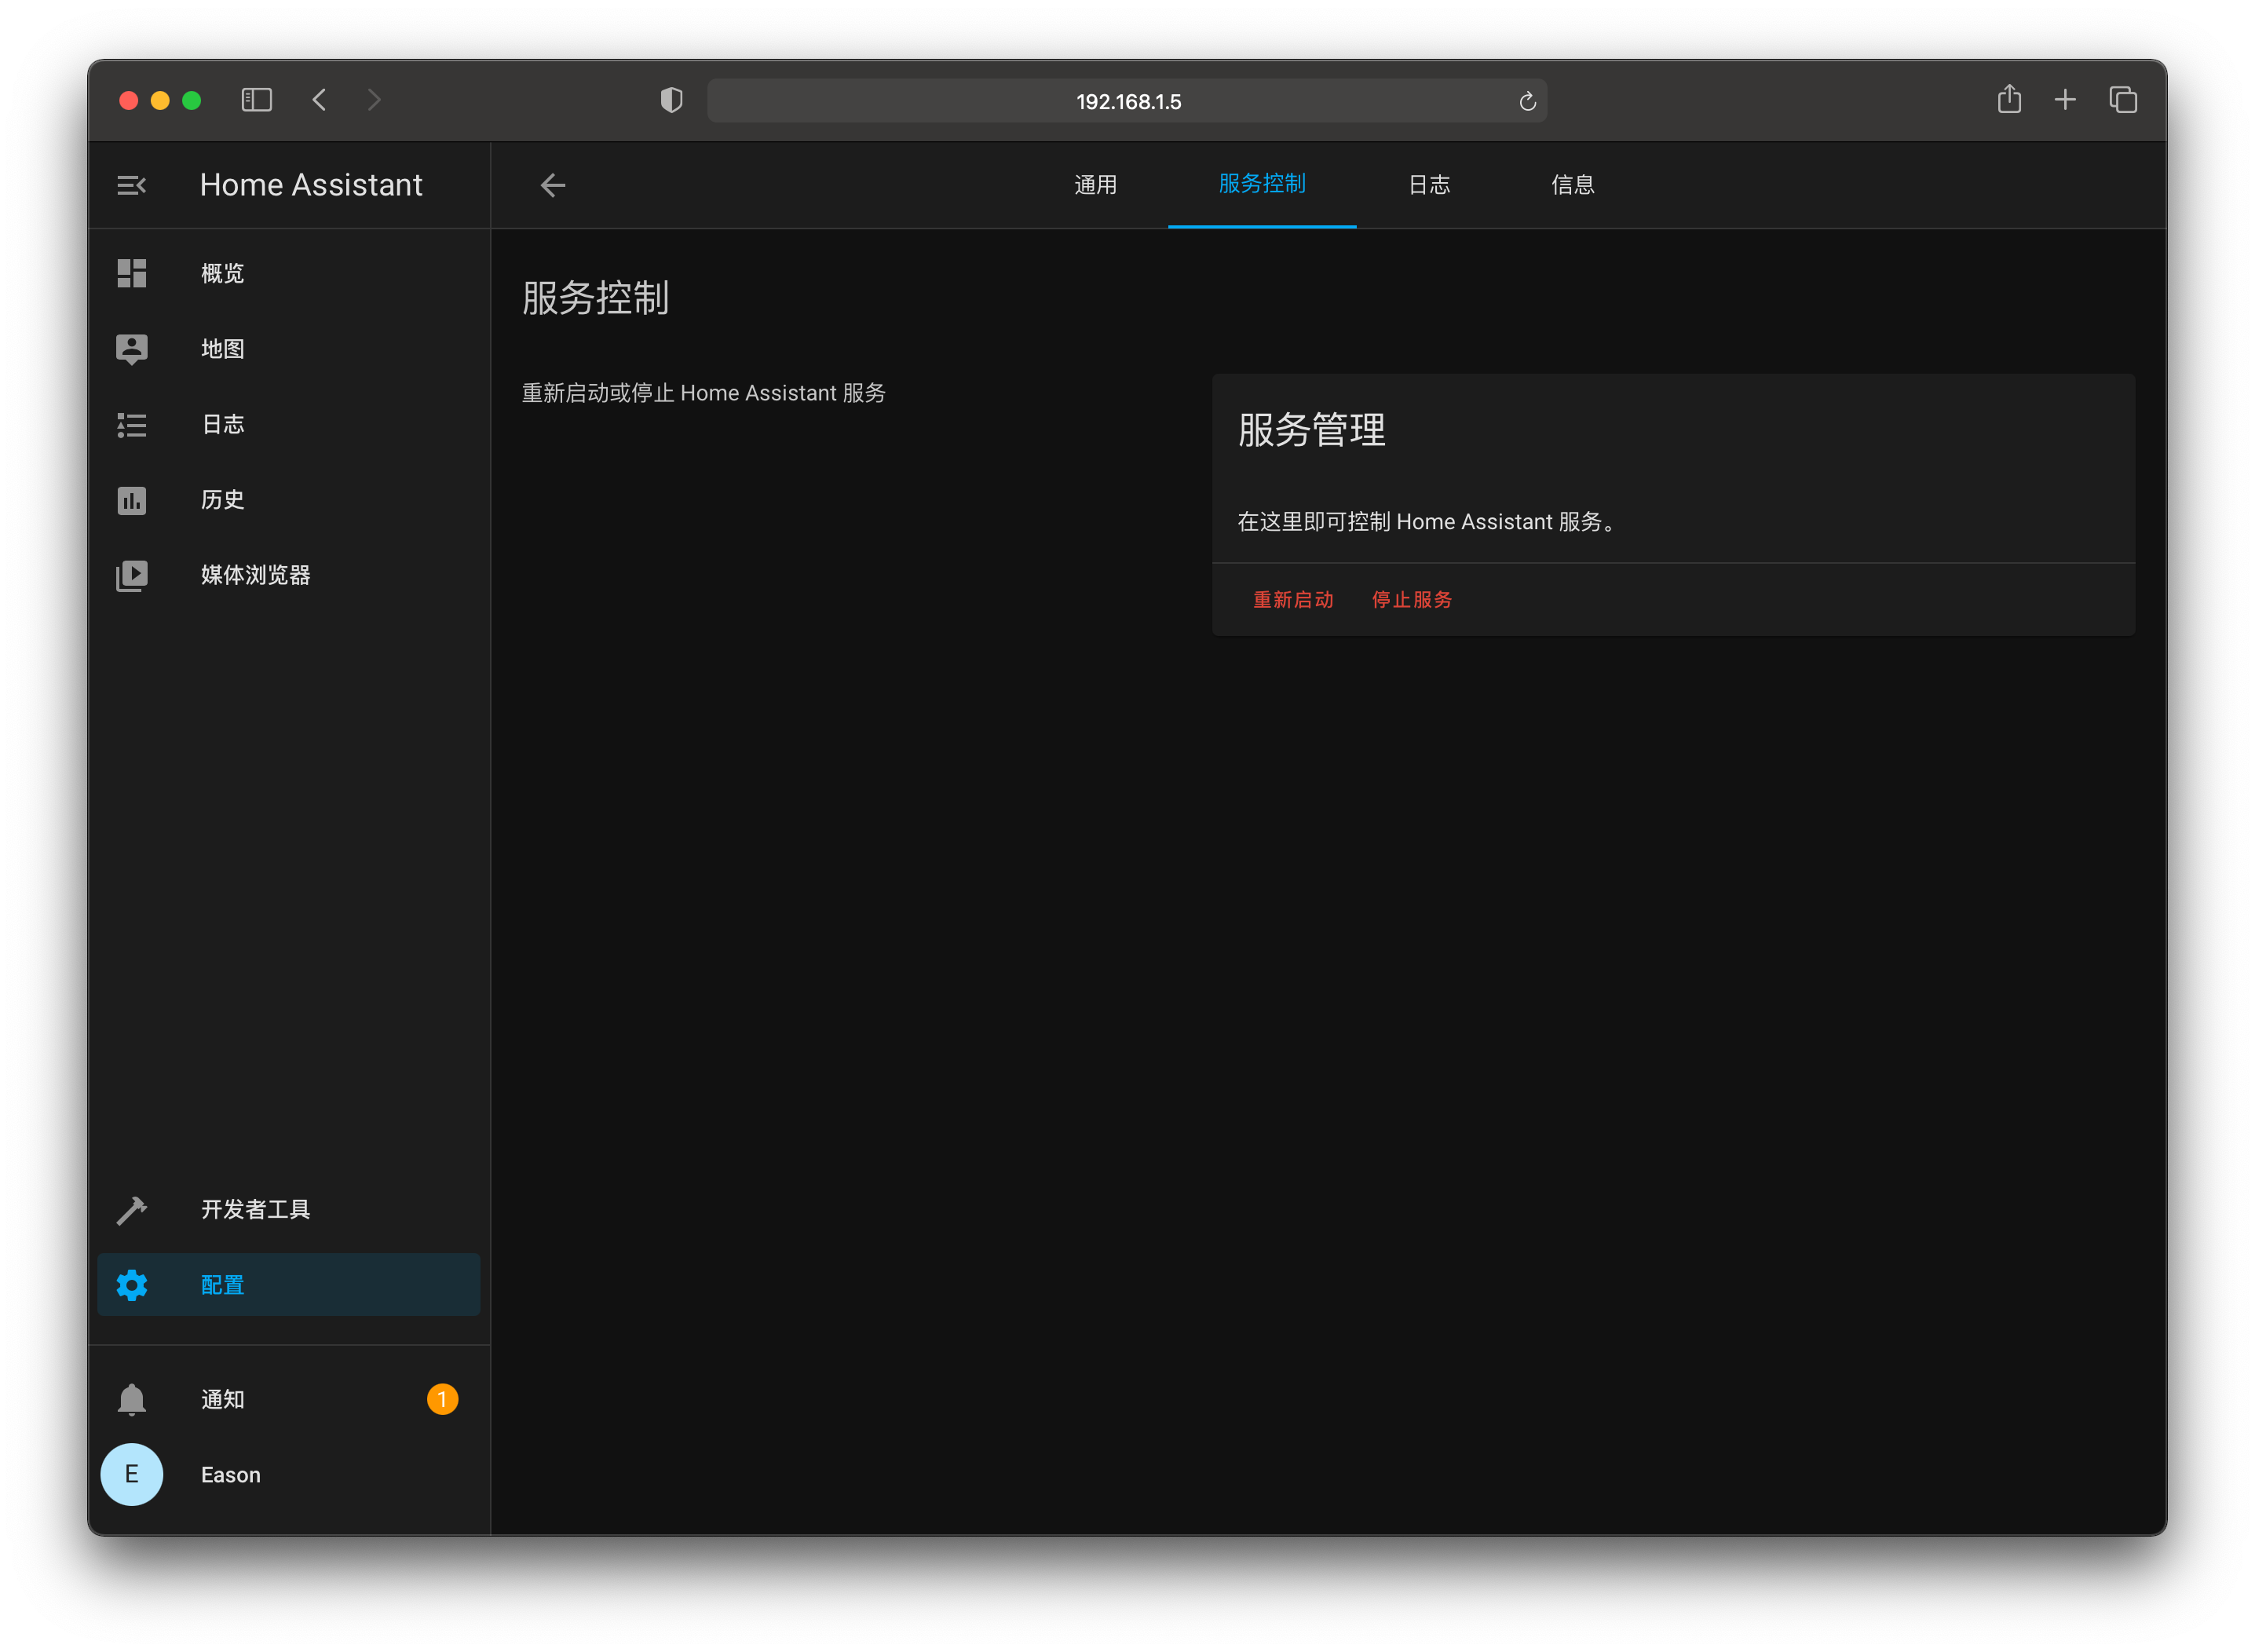 192.168.1.5
Home Assistant
通用
服务控制
日志
信息
概览
地图
日志
历史
媒体浏览器
开发者工具
配置
通知
1
E
Eason
服务控制
重新启动或停止 Home Assistant 服务
服务管理
在这里即可控制 Home Assistant 服务。
重新启动
停止服务